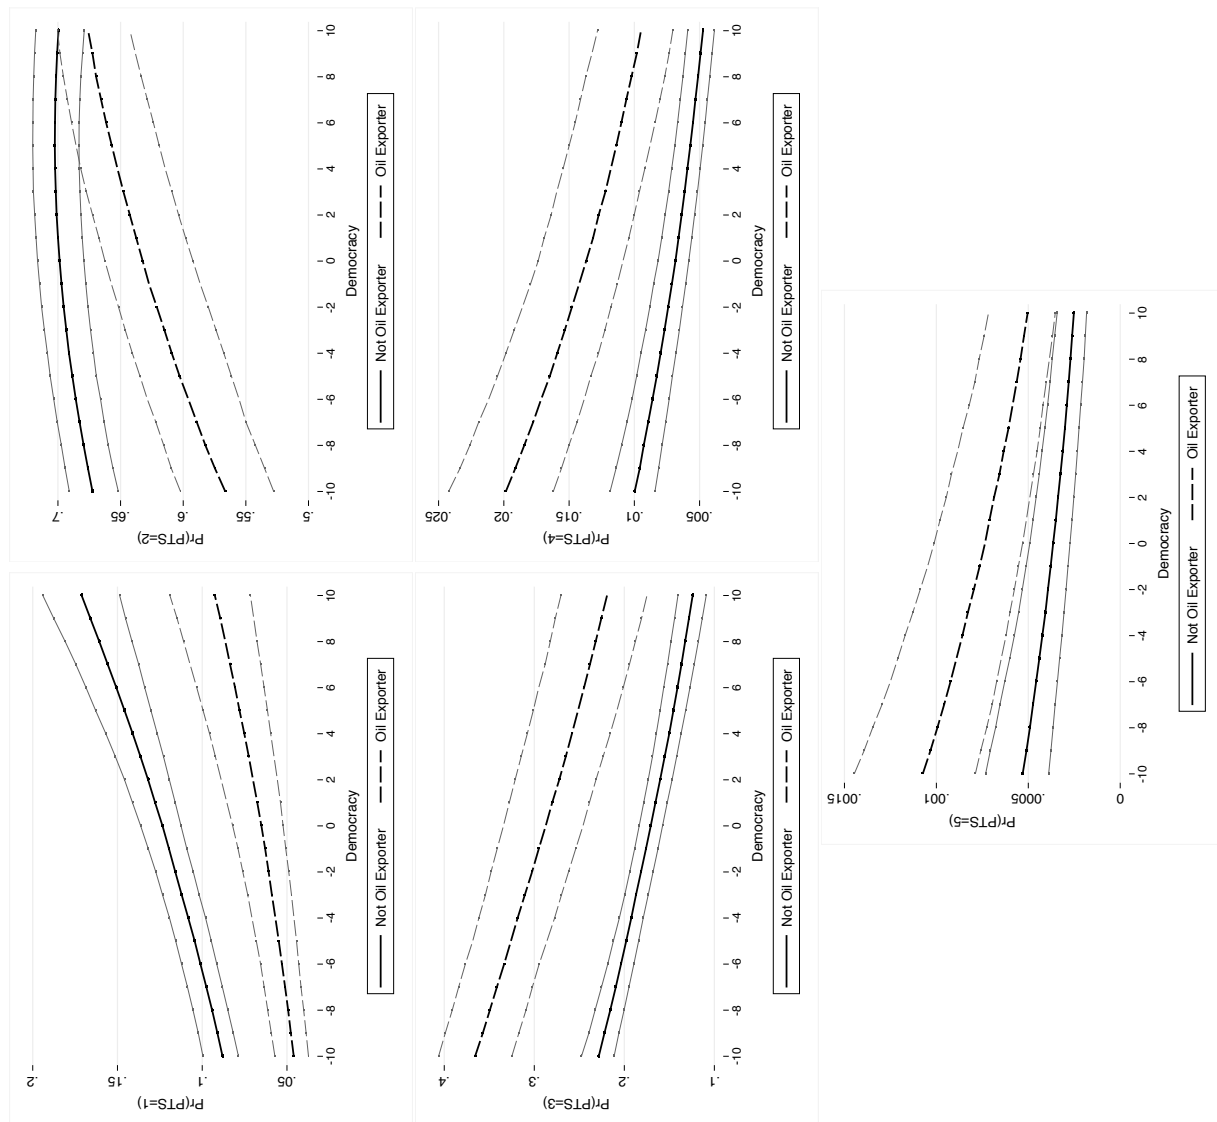 Pr(PTS=1)
.2
.15
.1
.05
-10 -8 -6 -4 -2 0 2 4 6 8 10
Democracy
Not Oil Exporter Oil Exporter
Pr(PTS=2)
.7
.65
.6
.55
.5
-10 -8 -6 -4 -2 0 2 4 6 8 10
Democracy
Not Oil Exporter Oil Exporter
Pr(PTS=3)
.4
.3
.2
.1
-10 -8 -6 -4 -2 0 2 4 6 8 10
Democracy
Not Oil Exporter Oil Exporter
Pr(PTS=4)
.025
.02
.015
.01
.005
-10 -8 -6 -4 -2 0 2 4 6 8 10
Democracy
Not Oil Exporter Oil Exporter
Pr(PTS=5)
.0015
.001
.0005
0
-10 -8 -6 -4 -2 0 2 4 6 8 10
Democracy
Not Oil Exporter Oil Exporter